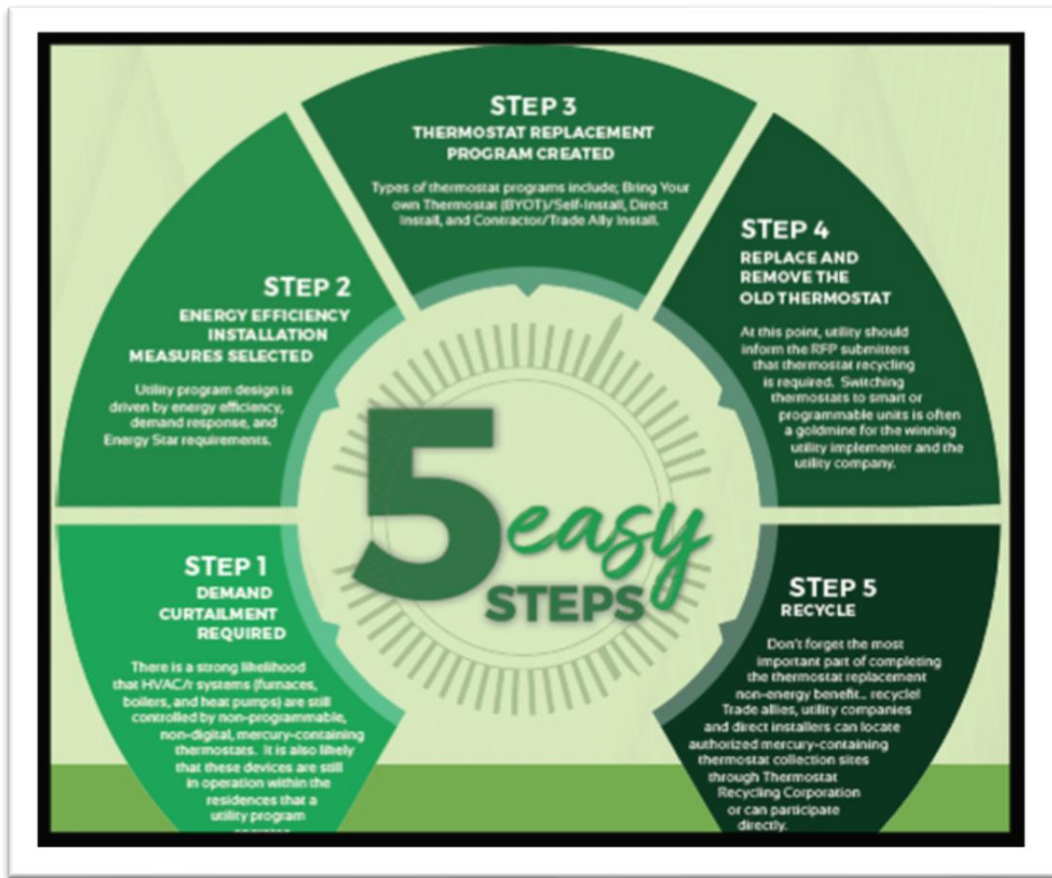 STEP 1
DEMAND
CURTAILMENT
REQUIRED
There is a strong likelihood
that HVAC/r systems (furnaces,
boilers, and heat pumps) are still
controlled by non-programmable,
non-digital, mercury-containing
thermostats. It is also likely
that these devices are still
in operation within the
residences that a
utility program
STEP 2
ENERGY EFFICIENCY
INSTALLATION
MEASURES SELECTED
Utility program design is
driven by energy efficiency,
demand response, and
Energy Star requirements.
STEP 3
THERMOSTAT REPLACEMENT
PROGRAM CREATED
Types of thermostat programs include; Bring Your
own Thermostat (BYOT)/Self-Install, Direct
Install, and Contractor/Trade Ally Install.
STEP 4
REPLACE AND
REMOVE THE
OLD THERMOSTAT
At this point, utility should
inform the RFP submitters
that thermostat recycling
is required. Switching
thermostats to smart or
programmable units is often
a goldmine for the winning
utility implementer and the
utility company.
STEP 5
RECYCLE
Don't forget the most
important part of completing
the thermostat replacement
non-energy benefit... recycle!
Trade allies, utility companies
and direct installers can locate
authorized mercury-containing
thermostat collection sites
through Thermostat
Recycling Corporation
or can participate
directly.
5 easy
STEPS